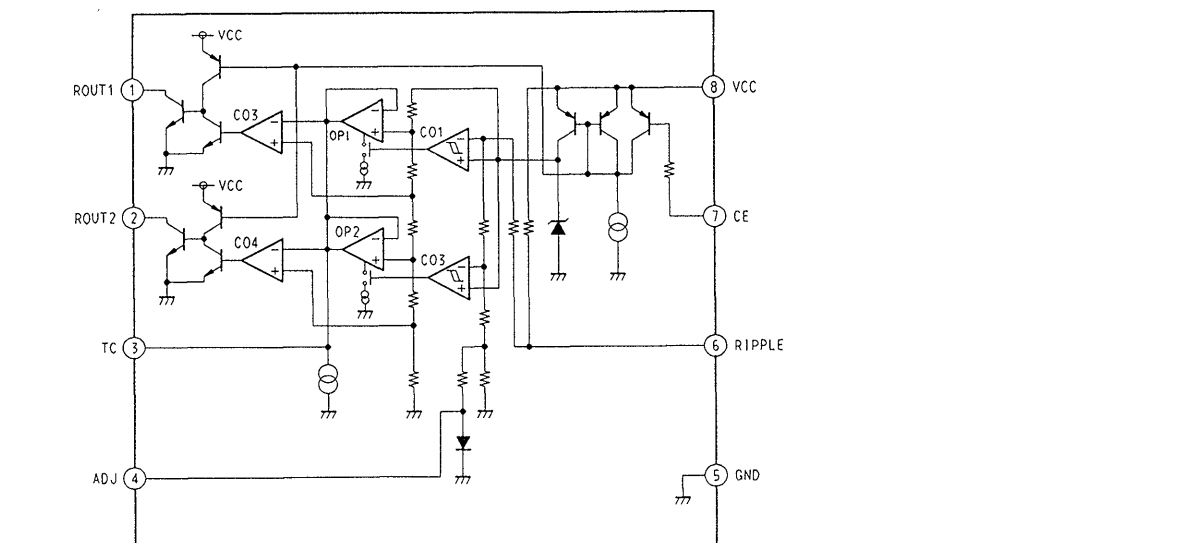 VCC
ROUT1 1
8 VCC
CO3
OP1
CO1
VCC
ROUT2 2
7 CE
CO4
OP2
CO3
TC 3
6 RIPPLE
ADJ 4
5 GND